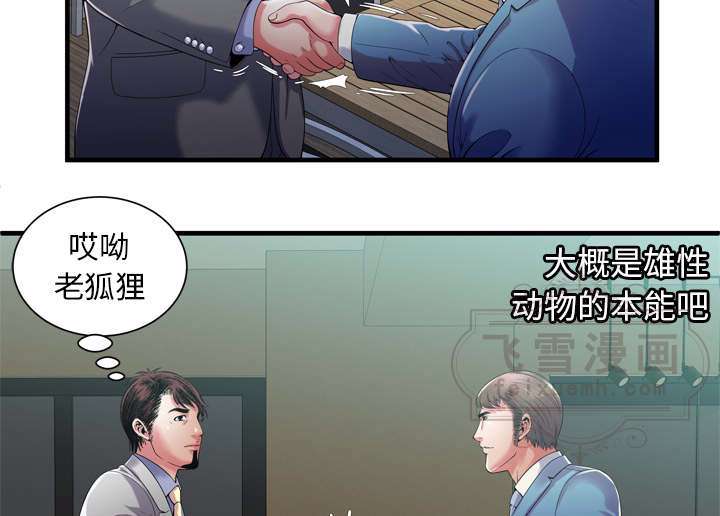 哎呦
老狐狸
大概是雄性
动物的本能吧
飞雪漫画